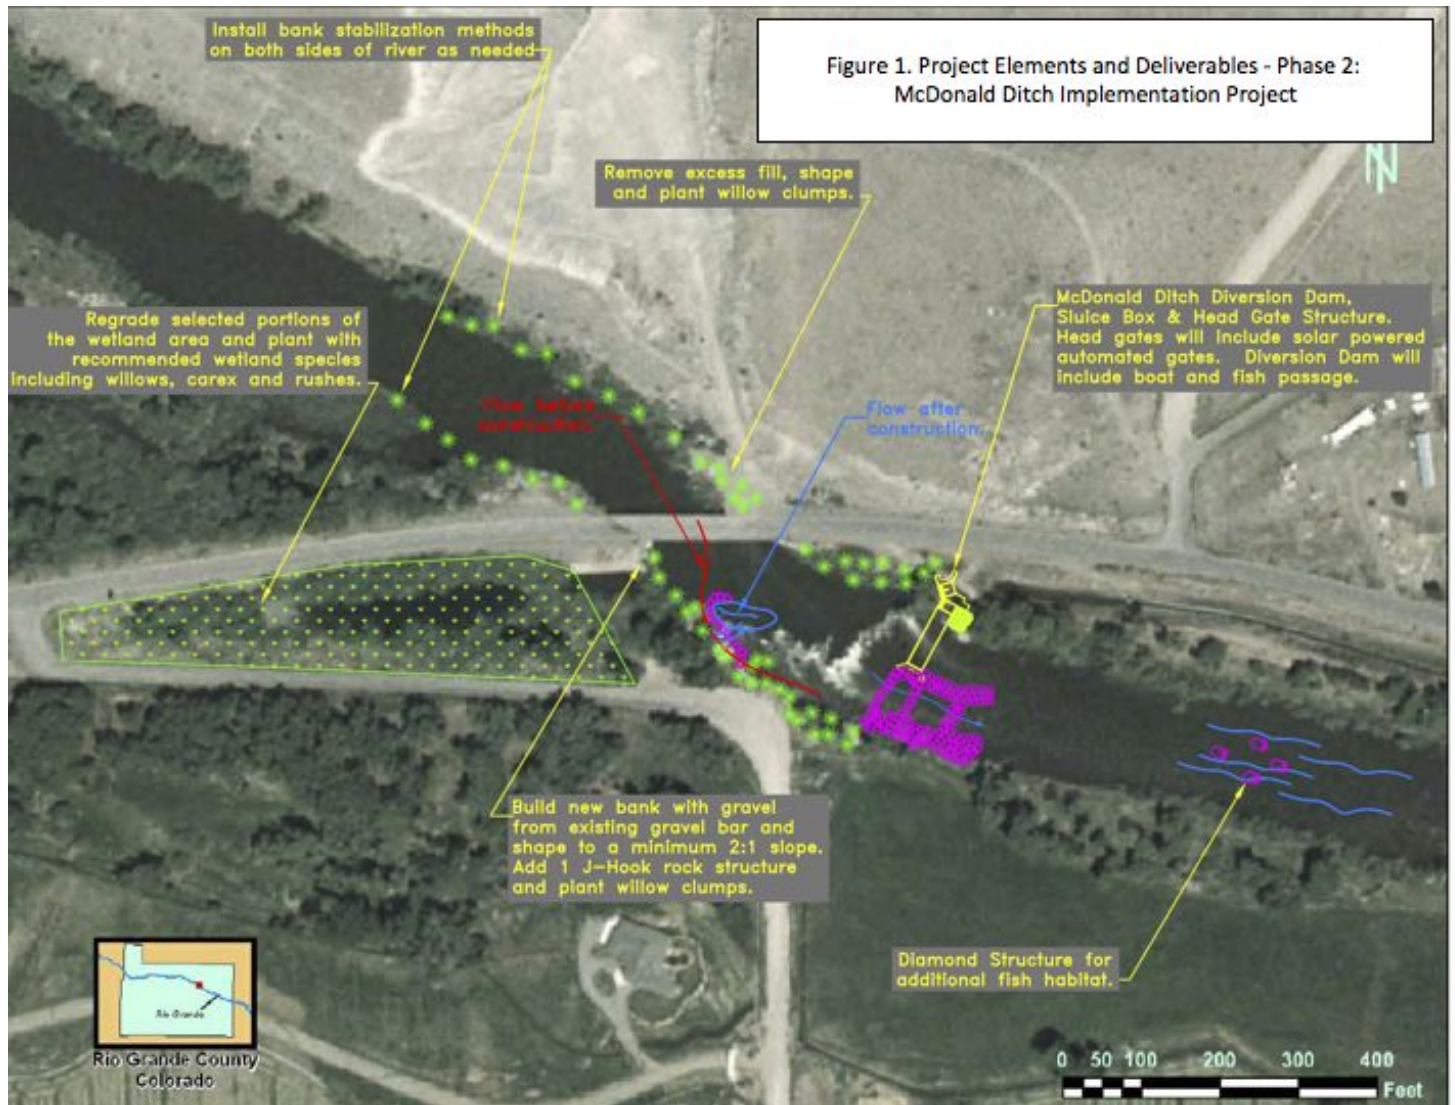 Install bank stabilization methods
on both sides of river as needed
Figure 1. Project Elements and Deliverables - Phase 2:
McDonald Ditch Implementation Project
N
Remove excess fill, shape
and plant willow clumps.
McDonald Ditch Diversion Dam,
Sluice Box & Head Gate Structure.
Head gates will include solar powered
automated gates. Diversion Dam will
include boat and fish passage.
Regrade selected portions of
the wetland area and plant with
recommended wetland species
including willows, carex and rushes.
Flow before
construction.
Flow after
construction.
Build new bank with gravel
from existing gravel bar and
shape to a minimum 2:1 slope.
Add 1 J-Hook rock structure
and plant willow clumps.
Diamond Structure for
additional fish habitat.
Rio Grande
Rio Grande County
Colorado
0 50 100 200 300 400
Feet